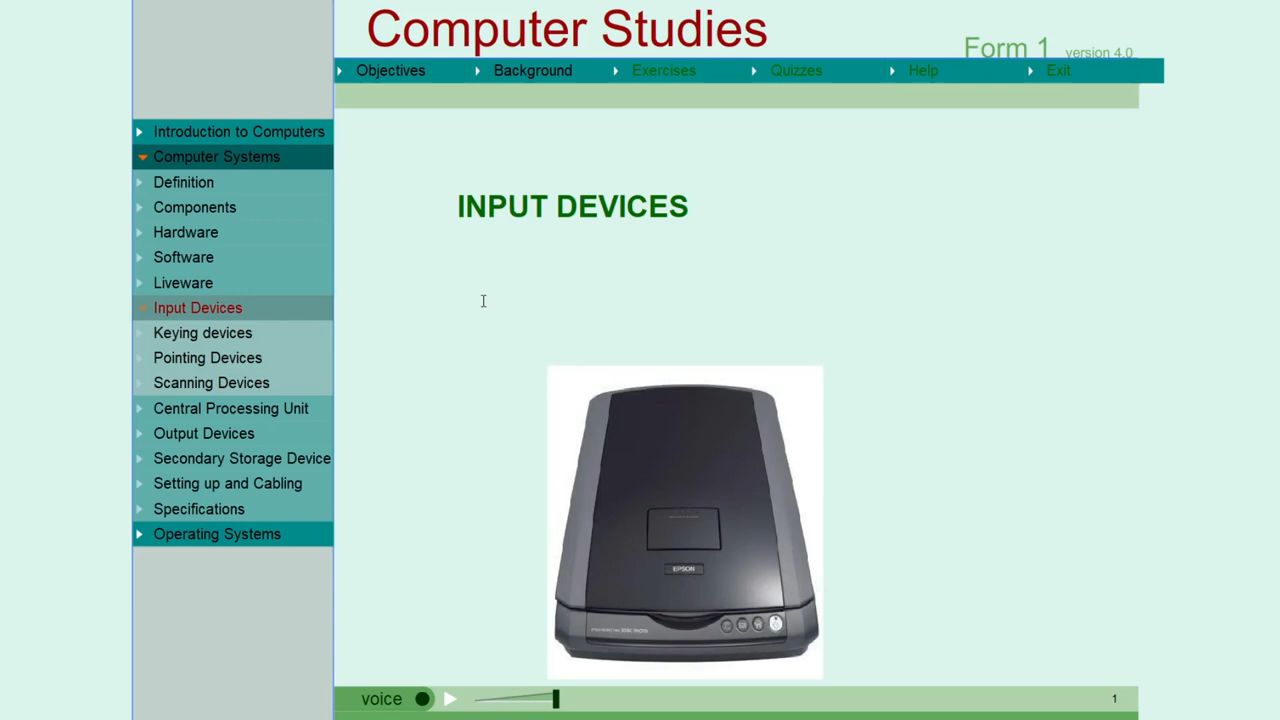 Computer Studies
Form 1 version 4.0
Objectives Background Exercises Quizzes Help Exit
Introduction to Computers
Computer Systems
Definition
Components
Hardware
Software
Liveware
Input Devices
Keying devices
Pointing Devices
Scanning Devices
Central Processing Unit
Output Devices
Secondary Storage Device
Setting up and Cabling
Specifications
Operating Systems
INPUT DEVICES
EPSON
voice
1